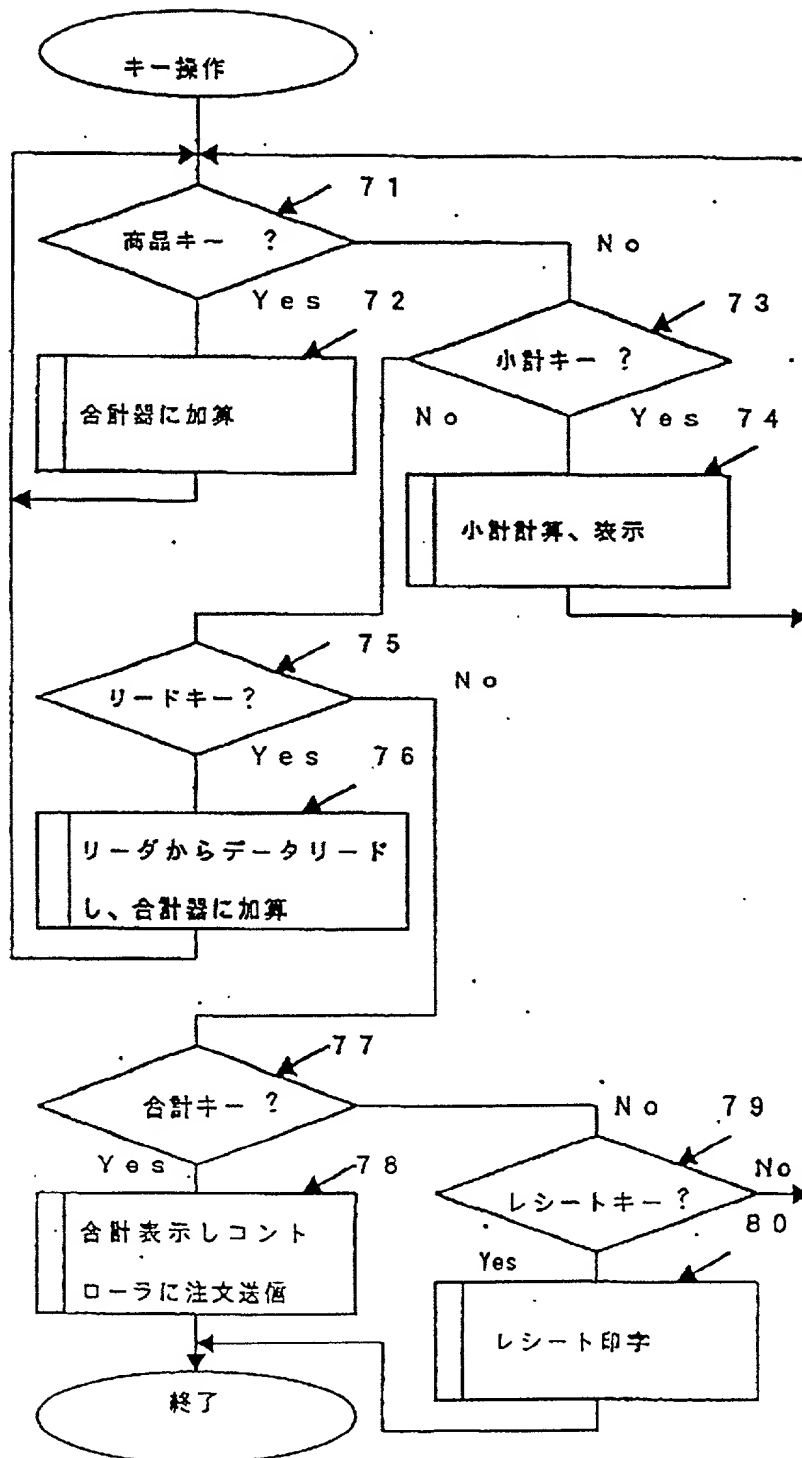 キー操作
71
商品キー ?
No
Yes 72
73
小計キー?
合計器に加算
No
Yes 74
小計計算、表示
75
リードキー?
No
Yes 76
リーダからデータリード
し、合計器に加算
77
合計キー ?
No 79
Yes
78
No
レシートキー?
80
合計表示しコント
ローラに注文送信
Yes
レシート印字
終了